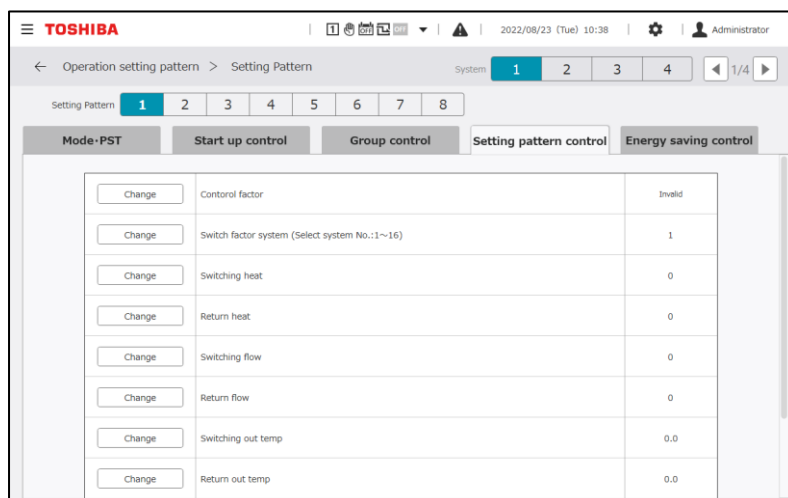 TOSHIBA 1 OFF OFF 2022/08/23 (Tue) 10:38 Administrator
Operation setting pattern > Setting Pattern System 1 2 3 4 1/4
Setting Pattern 1 2 3 4 5 6 7 8
Mode·PST Start up control Group control Setting pattern control Energy saving control
Change Contorol factor Invalid
Change Switch factor system (Select system No.:1～16) 1
Change Switching heat 0
Change Return heat 0
Change Switching flow 0
Change Return flow 0
Change Switching out temp 0.0
Change Return out temp 0.0